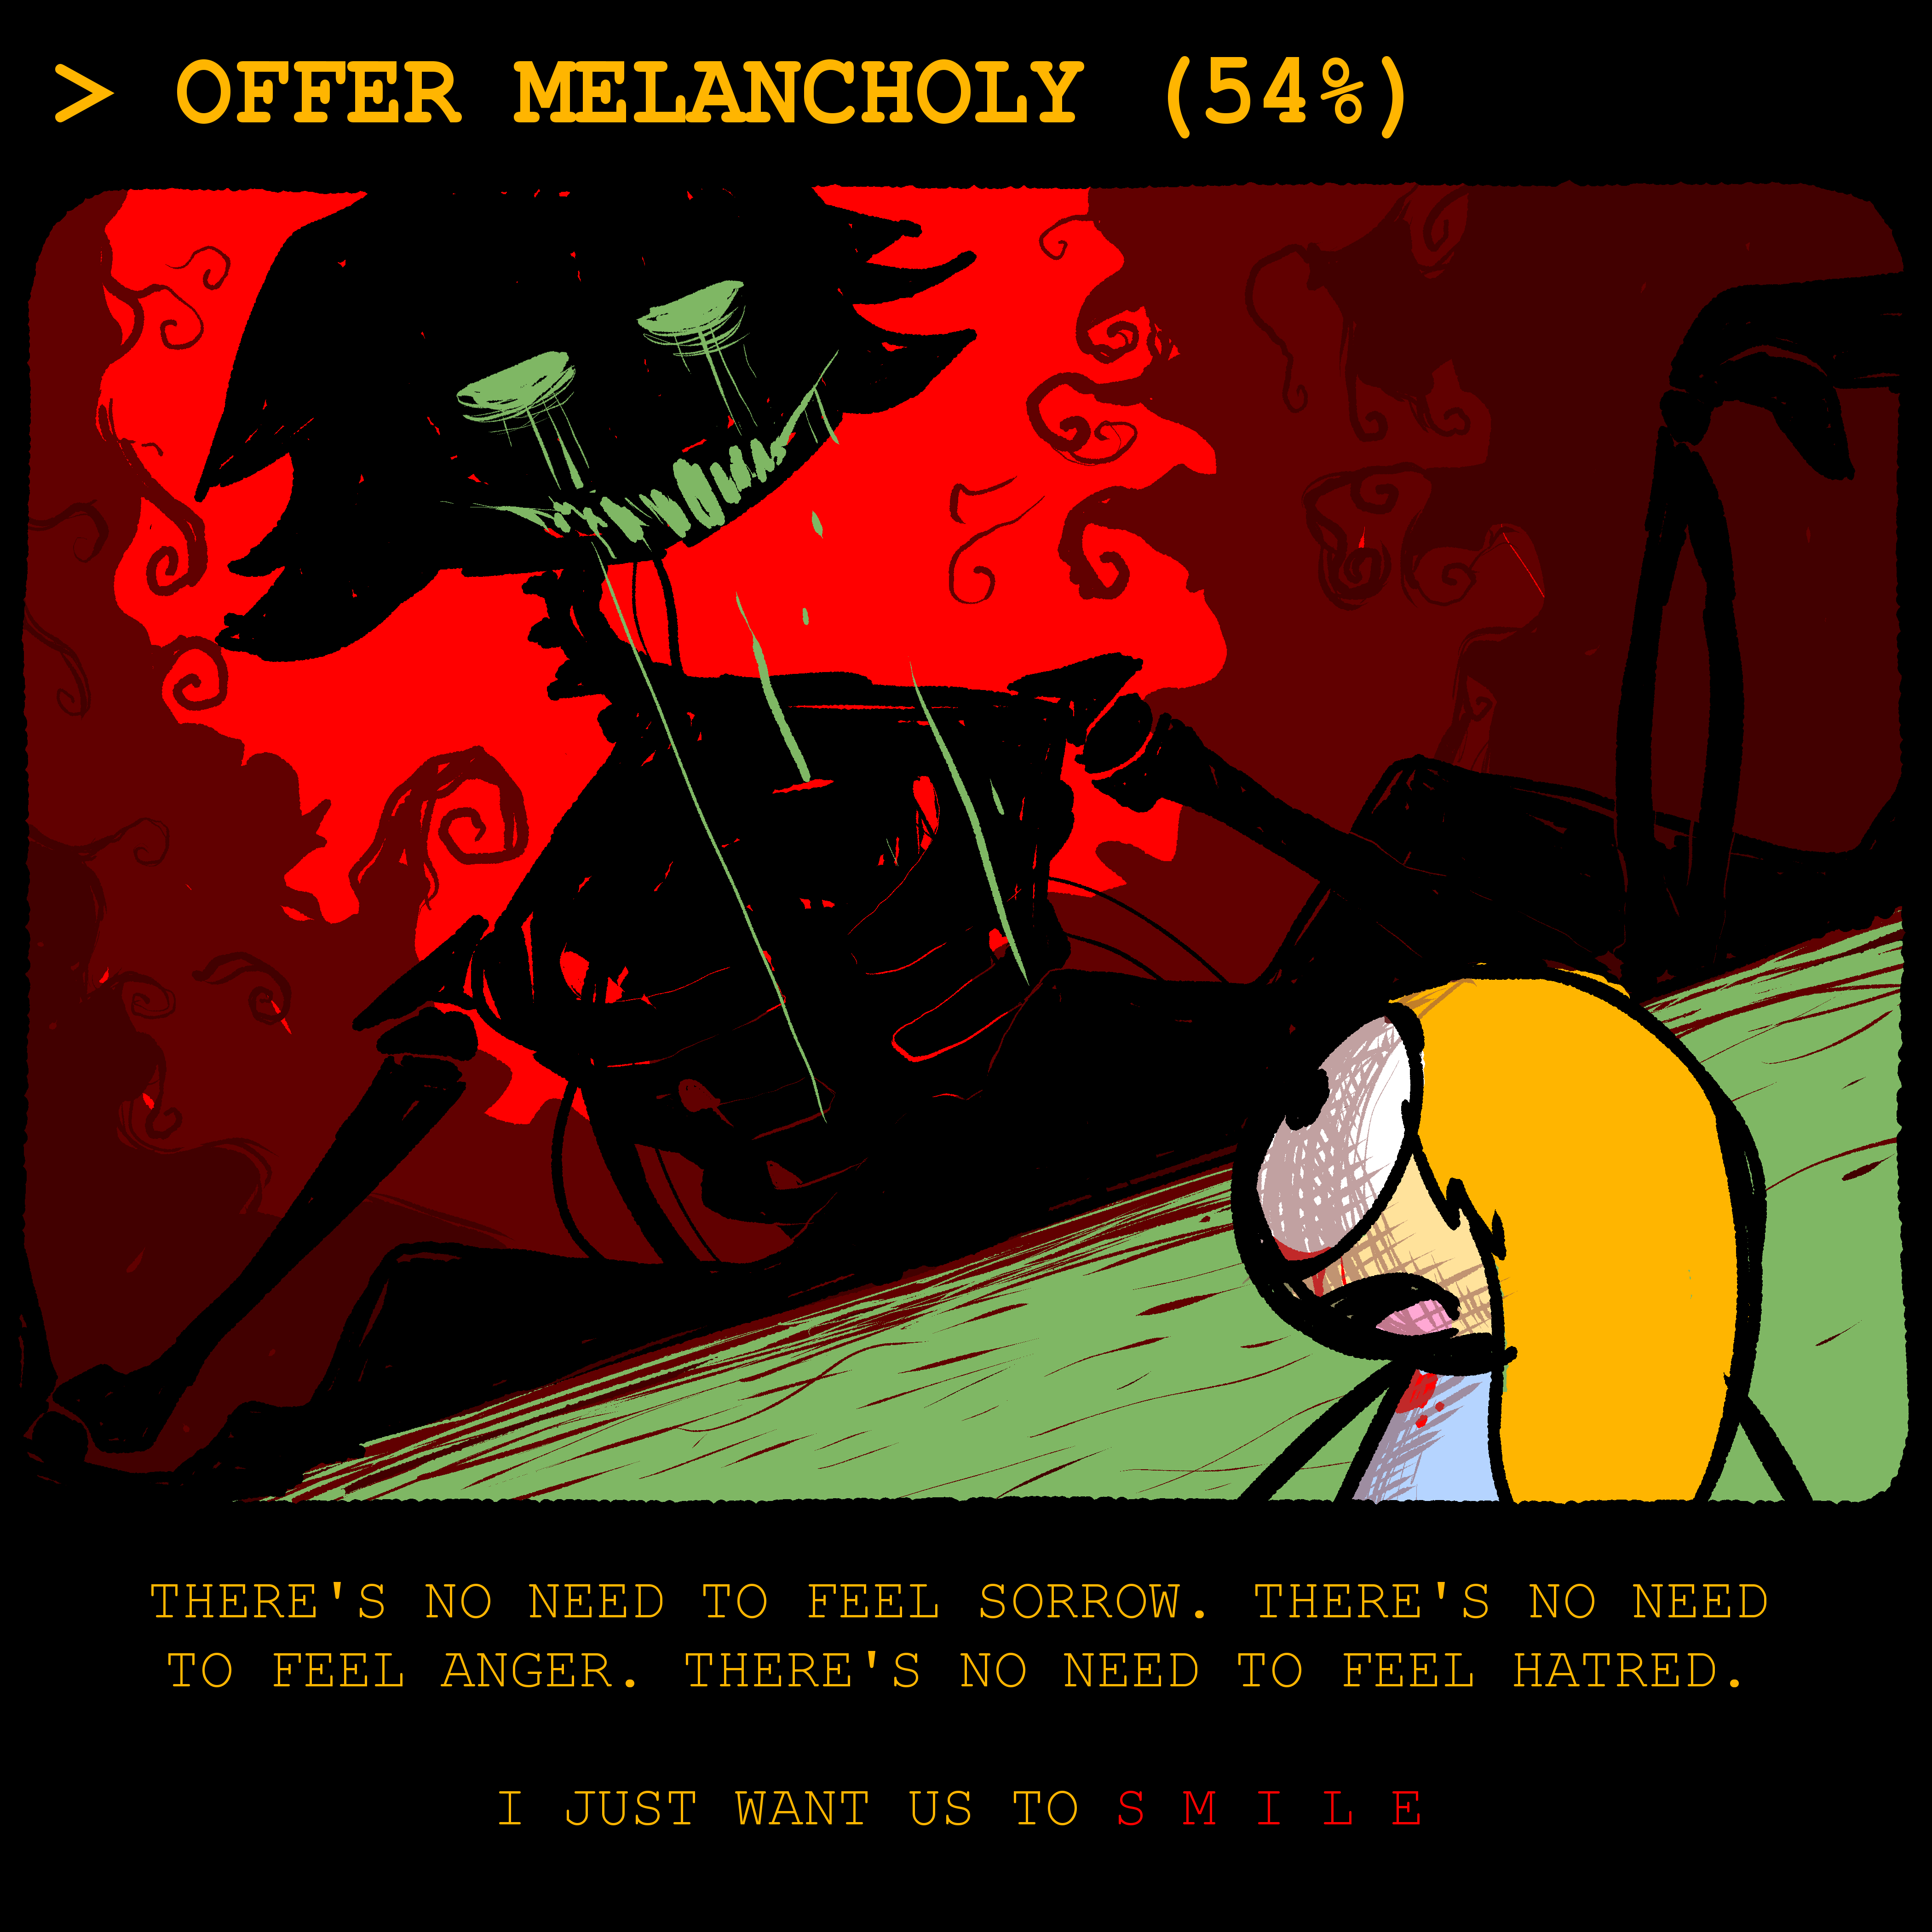 > OFFER MELANCHOLY (54%)
THERE'S NO NEED TO FEEL SORROW. THERE'S NO NEED
TO FEEL ANGER. THERE'S NO NEED TO FEEL HATRED.
I JUST WANT US TO S M I L E